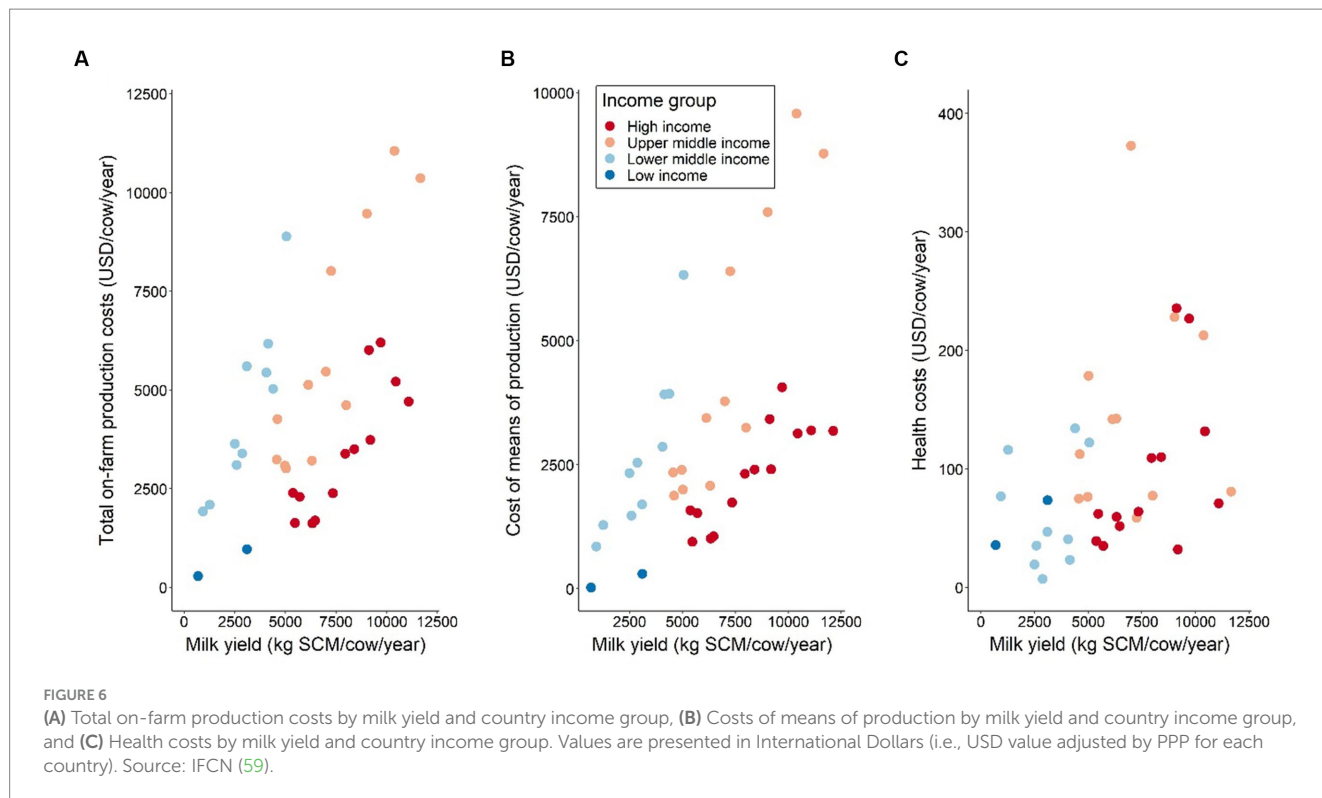 A
B
C
Total on-farm production costs (USD/cow/year)
12500
10000
7500
5000
2500
0
0 2500 5000 7500 10000 12500
Milk yield (kg SCM/cow/year)
Cost of means of production (USD/cow/year)
10000
7500
5000
2500
0
0 2500 5000 7500 10000 12500
Milk yield (kg SCM/cow/year)
Income group
High income
Upper middle income
Lower middle income
Low income
Health costs (USD/cow/year)
400
300
200
100
0
0 2500 5000 7500 10000 12500
Milk yield (kg SCM/cow/year)
FIGURE 6
(A) Total on-farm production costs by milk yield and country income group, (B) Costs of means of production by milk yield and country income group,
and (C) Health costs by milk yield and country income group. Values are presented in International Dollars (i.e., USD value adjusted by PPP for each
country). Source: IFCN (59).